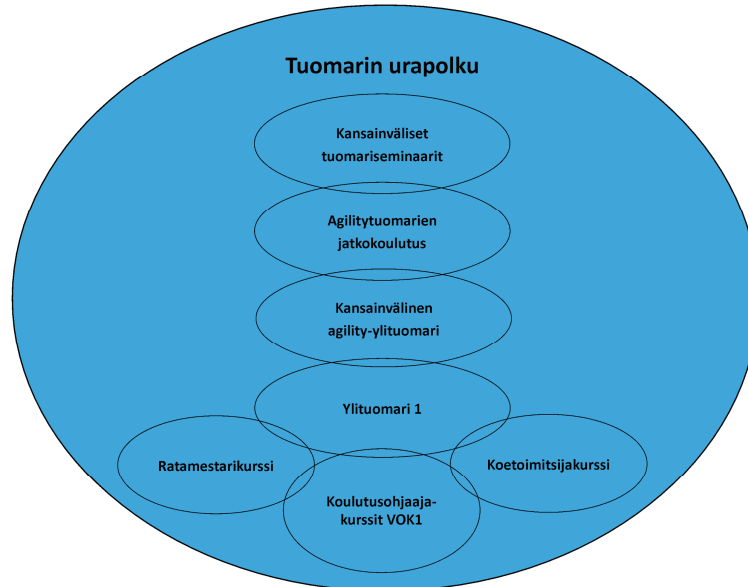 Tuomarin urapolku
Kansainväliset
tuomariseminaarit
Agilitytuomarien
jatkokoulutus
Kansainvälinen
agility-ylituomari
Ylituomari 1
Ratamestarikurssi
Koetoimitsijakurssi
Koulutusohjaaja-
kurssit VOK1